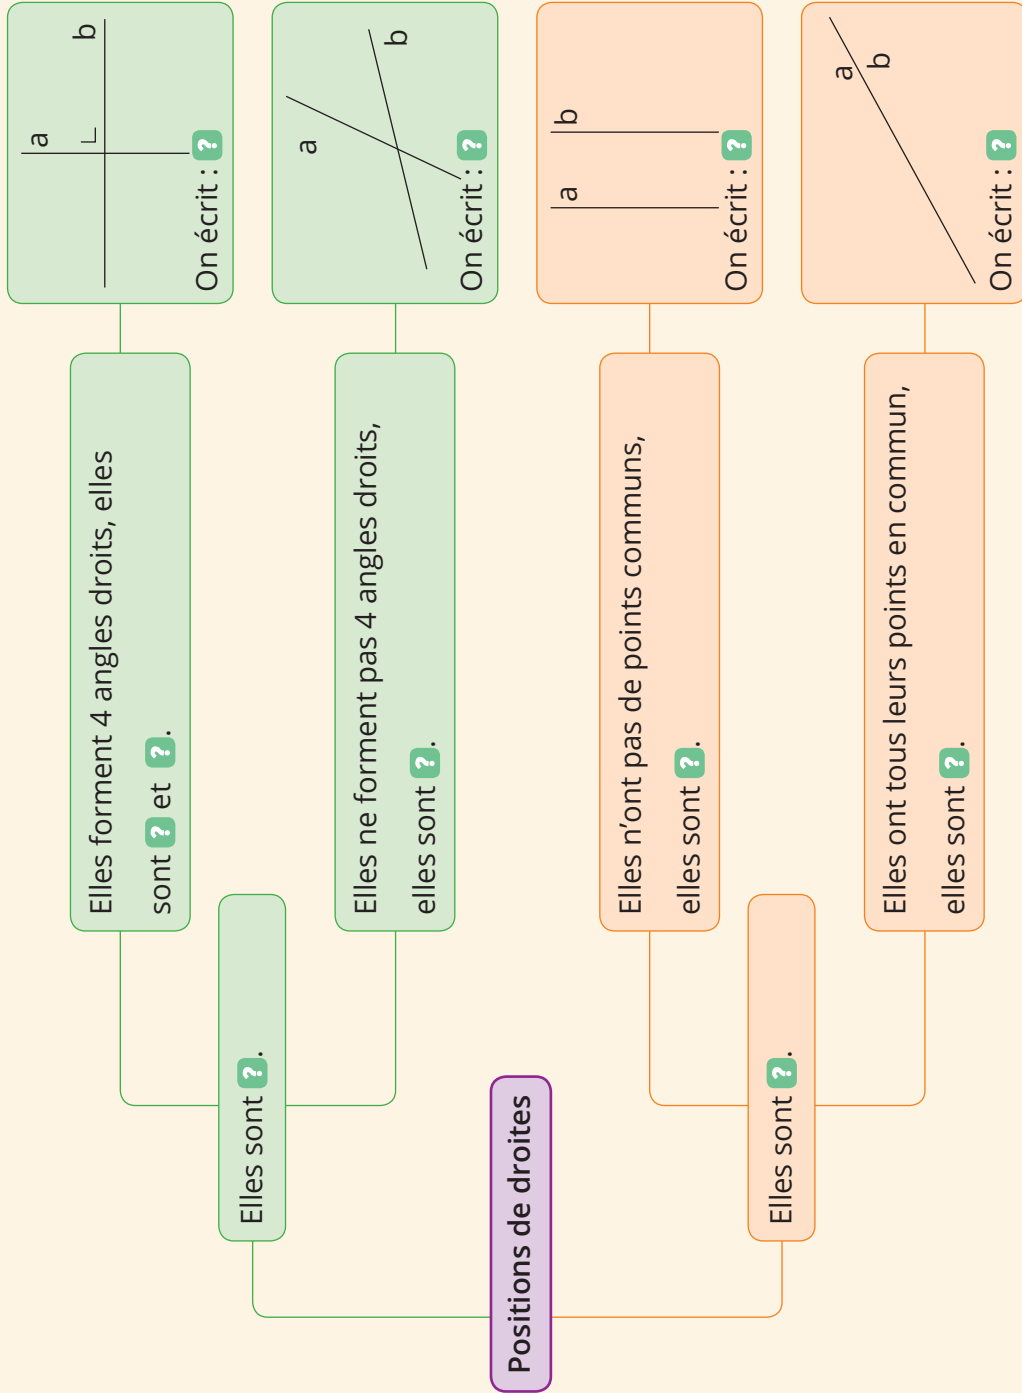 Positions de droites
Elles sont ?.
Elles forment 4 angles droits, elles
sont ? et ?.
a
b
On écrit : ?
Elles ne forment pas 4 angles droits,
elles sont ?.
a
b
On écrit : ?
Elles sont ?.
Elles n’ont pas de points communs,
elles sont ?.
a
b
On écrit : ?
Elles ont tous leurs points en commun,
elles sont ?.
a
b
On écrit : ?